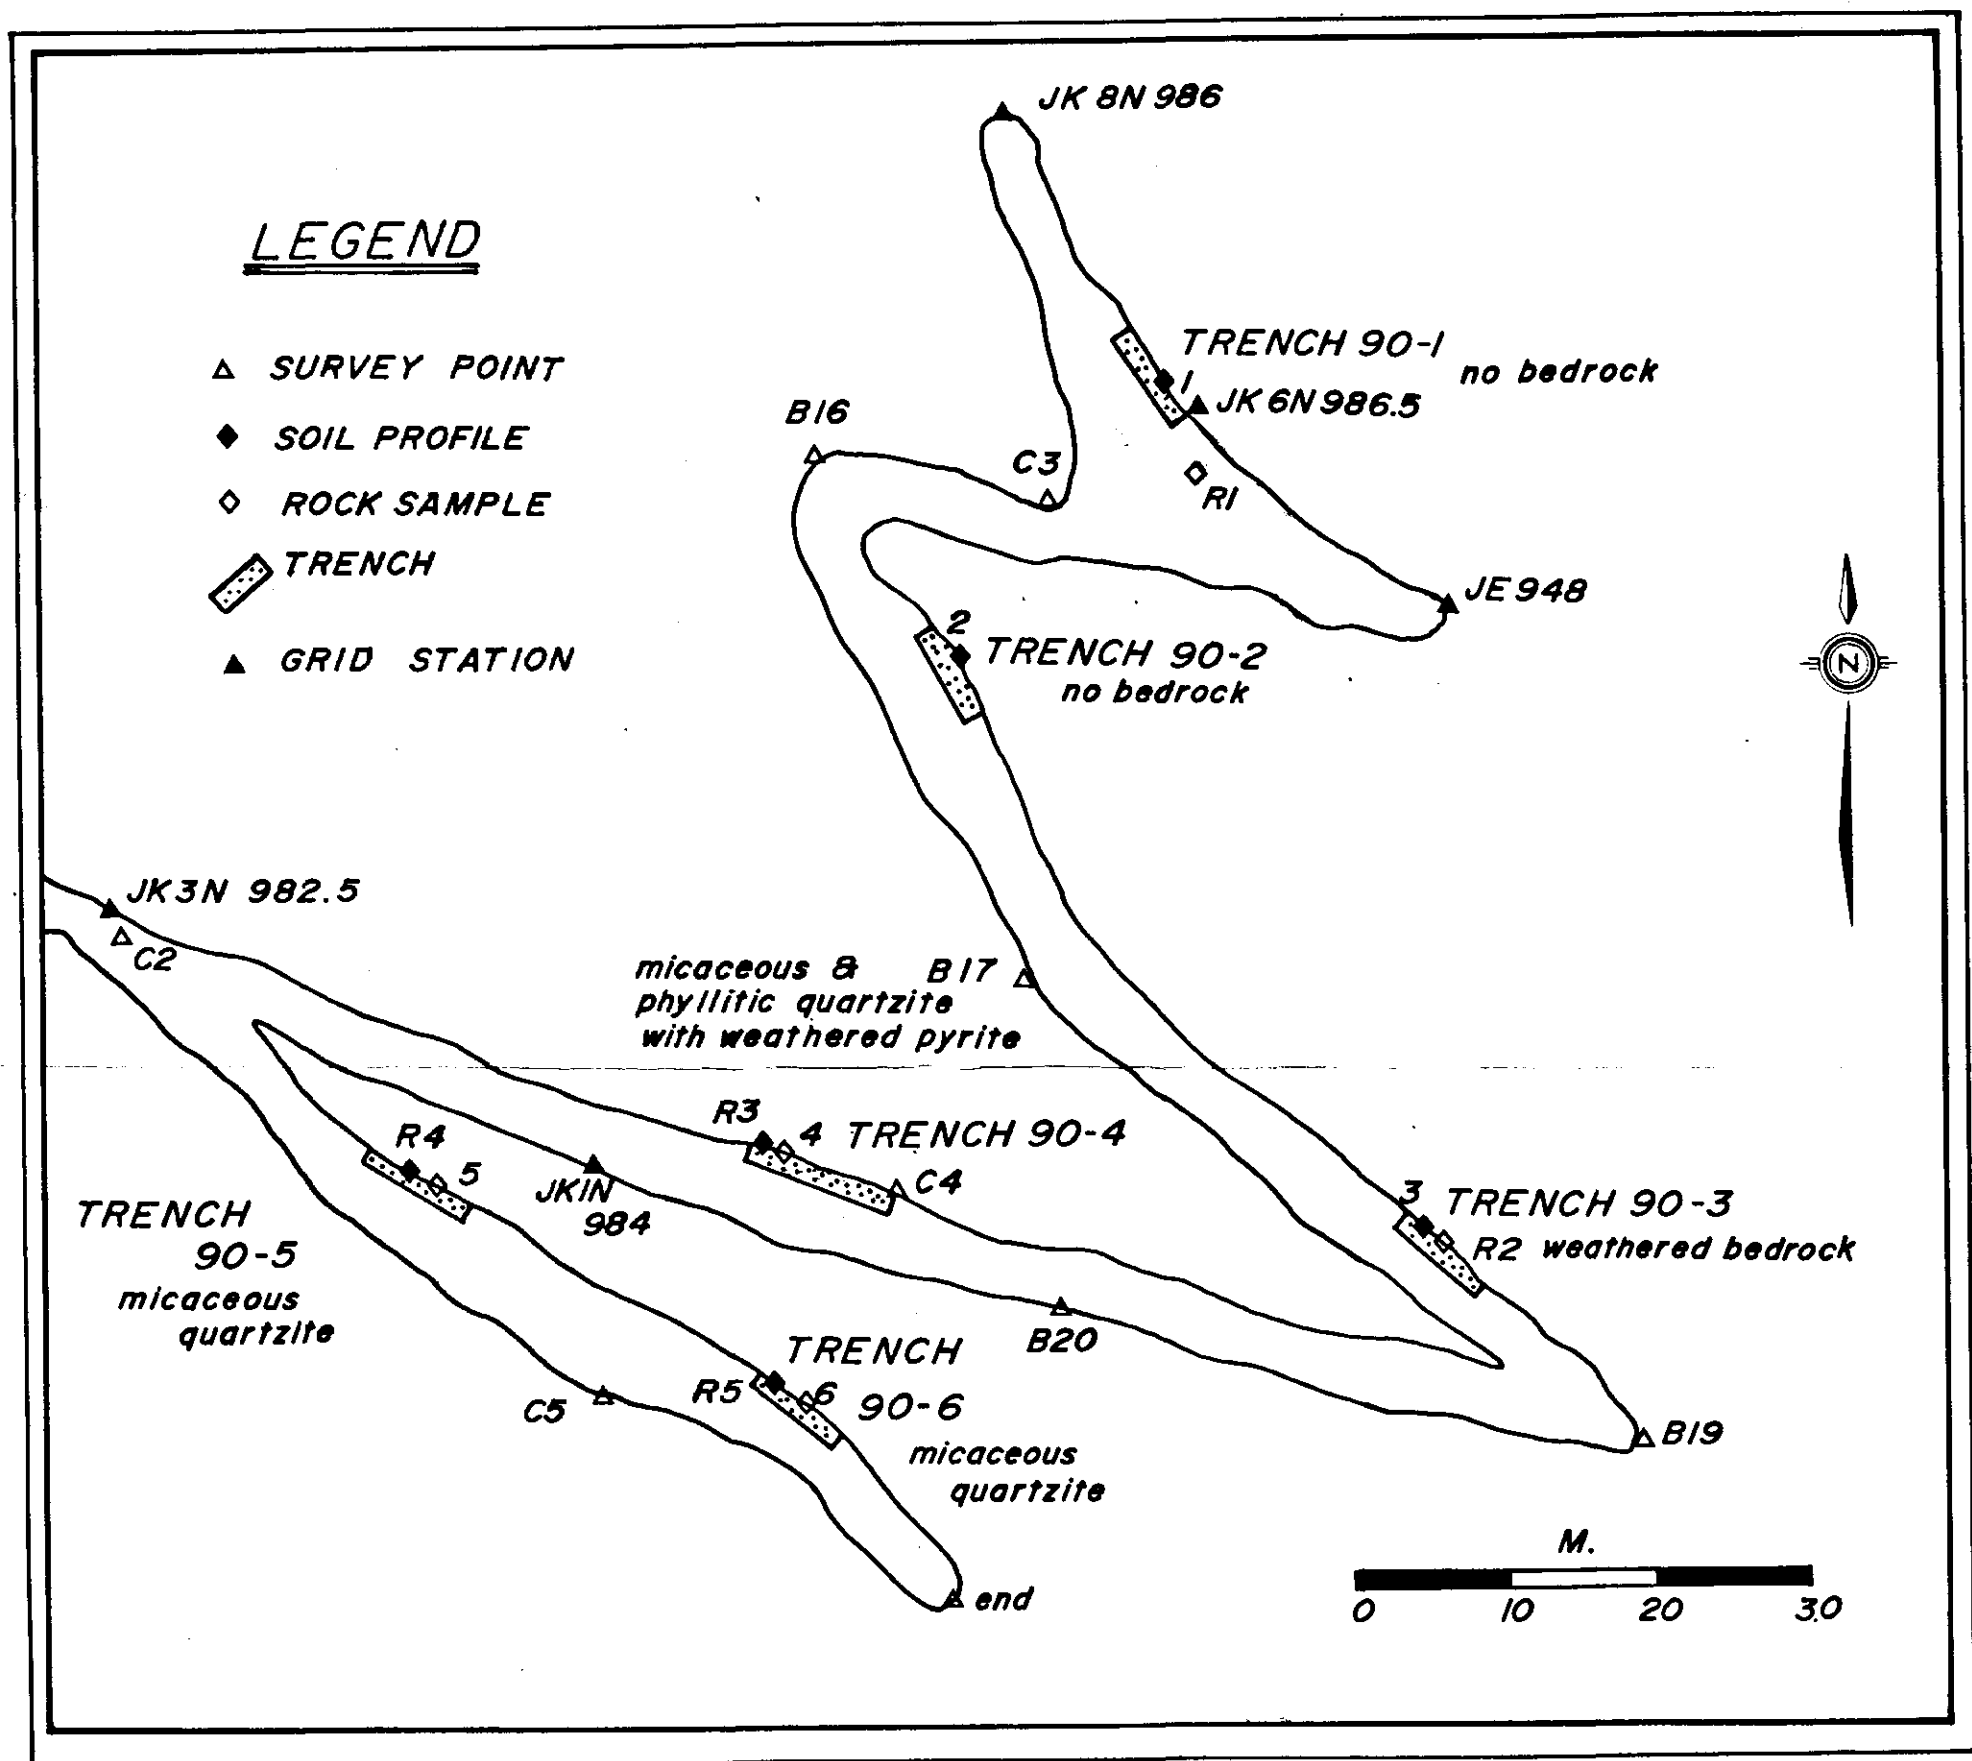 JK 8N 986
LEGEND
SURVEY POINT
SOIL PROFILE
ROCK SAMPLE
TRENCH
GRID STATION
TRENCH 90-1
no bedrock
1
JK 6N 986.5
B16
C3
R1
JE 948
2
TRENCH 90-2
no bedrock
N
JK3N 982.5
C2
micaceous &
phyllitic quartzite
with weathered pyrite
B17
R3
4
TRENCH 90-4
C4
R4
5
JK1N
984
TRENCH
90-5
micaceous
quartzite
3
TRENCH 90-3
R2 weathered bedrock
B20
TRENCH
90-6
R5
6
C5
micaceous
quartzite
B19
end
M.
0 10 20 30